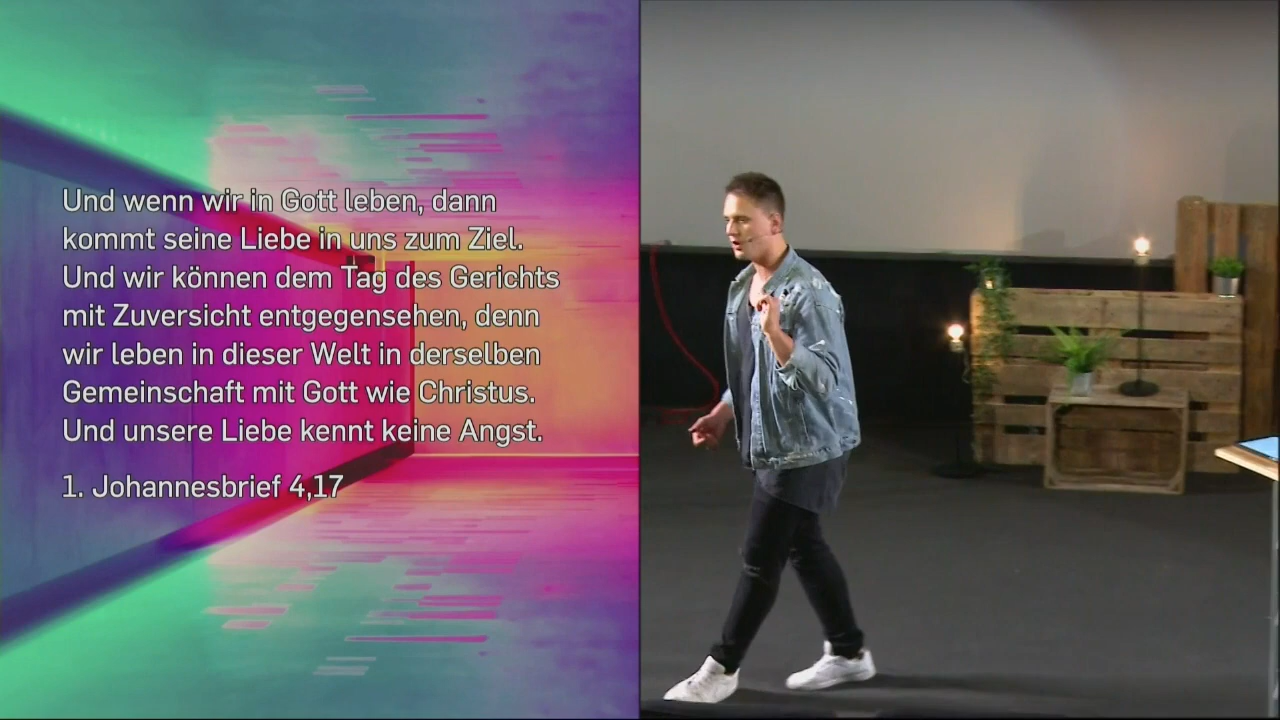 Und wenn wir in Gott leben, dann
kommt seine Liebe in uns zum Ziel.
Und wir können dem Tag des Gerichts
mit Zuversicht entgegensehen, denn
wir leben in dieser Welt in derselben
Gemeinschaft mit Gott wie Christus.
Und unsere Liebe kennt keine Angst.
1. Johannesbrief 4,17